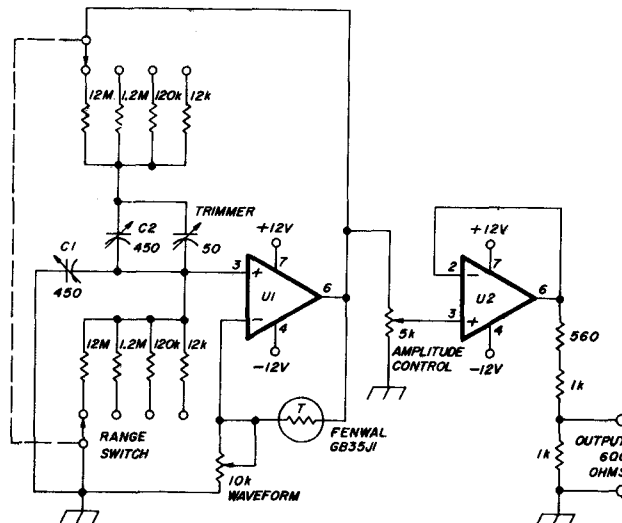 12M
1.2M
120k
12k
TRIMMER
C1
450
C2
450
50
+12V
3
+
7
U1
6
−
4
-12V
12M
1.2M
120k
12k
RANGE
SWITCH
T
FENWAL
GB35J1
10k
WAVEFORM
5k
AMPLITUDE
CONTROL
+12V
2
−
7
U2
6
3
+
4
-12V
560
1k
1k
OUTPUT
600
OHMS